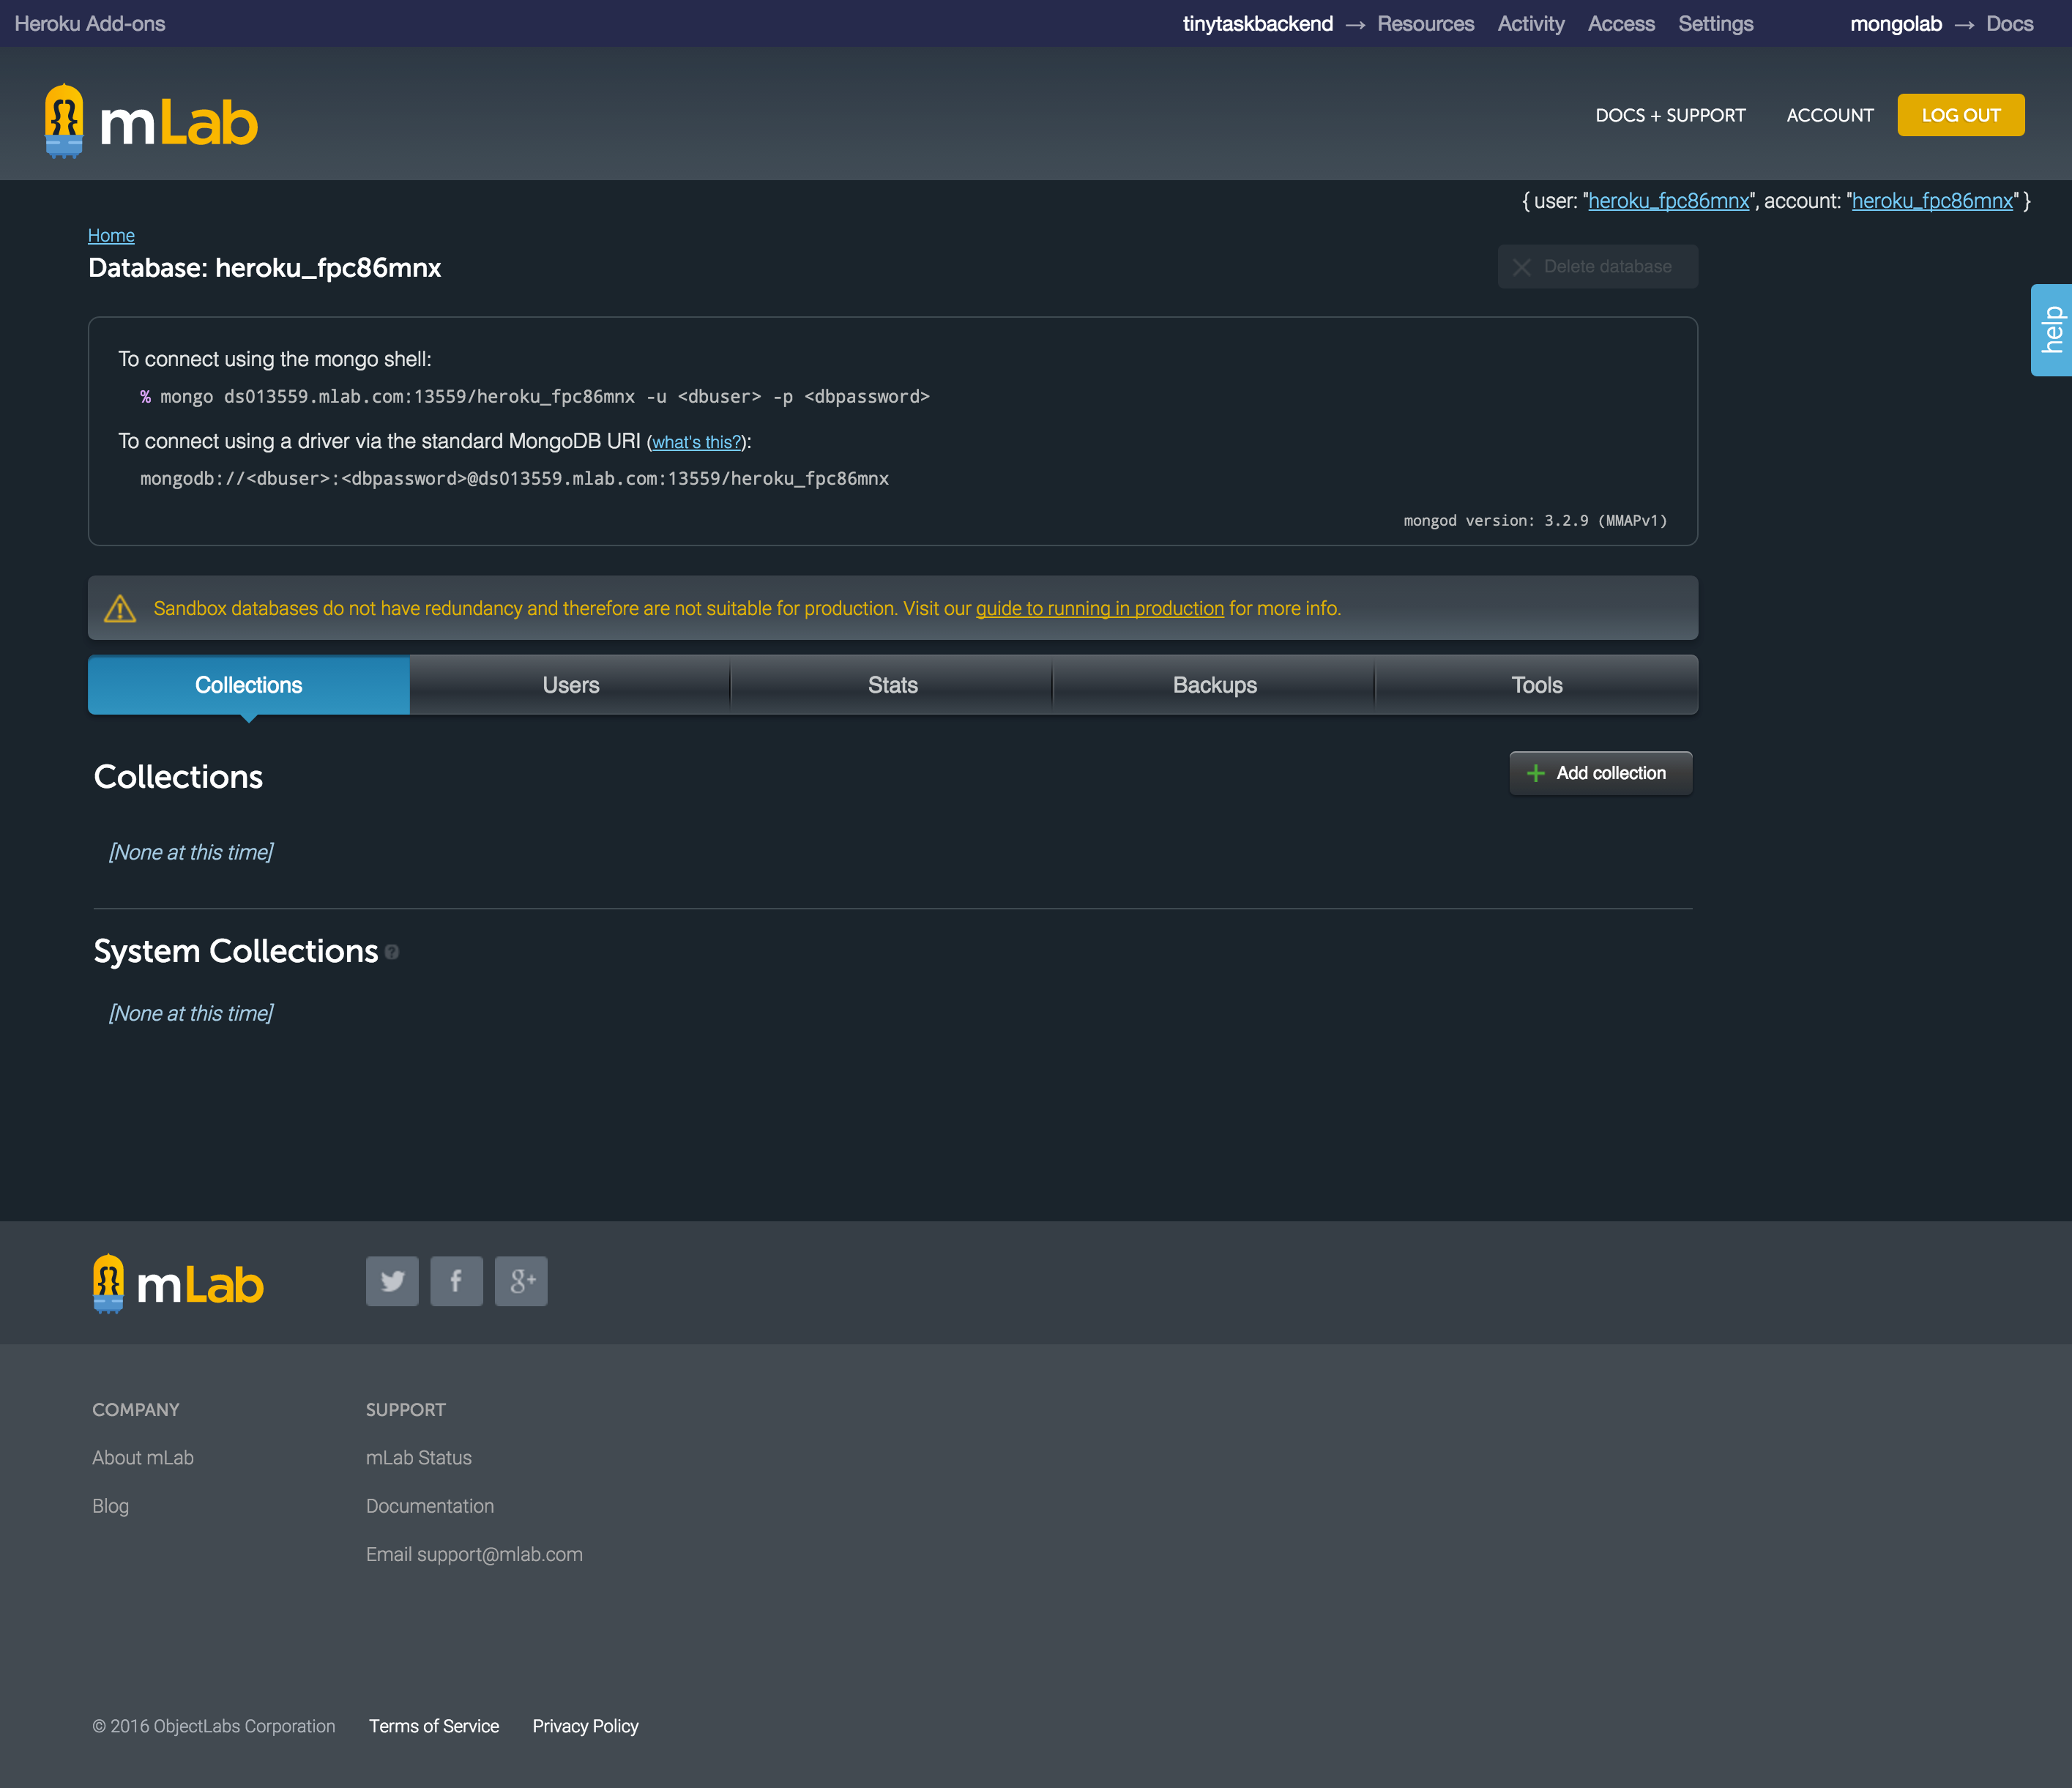 Heroku Add-ons tinytaskbackend → Resources Activity Access Settings mongolab → Docs
mLab DOCS + SUPPORT ACCOUNT LOG OUT
{ user: "heroku_fpc86mnx", account: "heroku_fpc86mnx" }
Home
Database: heroku_fpc86mnx Delete database
help
To connect using the mongo shell:
% mongo ds013559.mlab.com:13559/heroku_fpc86mnx -u <dbuser> -p <dbpassword>
To connect using a driver via the standard MongoDB URI (what's this?):
mongodb://<dbuser>:<dbpassword>@ds013559.mlab.com:13559/heroku_fpc86mnx
mongod version: 3.2.9 (MMAPv1)
Sandbox databases do not have redundancy and therefore are not suitable for production. Visit our guide to running in production for more info.
Collections Users Stats Backups Tools
Collections Add collection
[None at this time]
System Collections ?
[None at this time]
mLab f g+
COMPANY SUPPORT
About mLab mLab Status
Blog Documentation
Email support@mlab.com
© 2016 ObjectLabs Corporation Terms of Service Privacy Policy